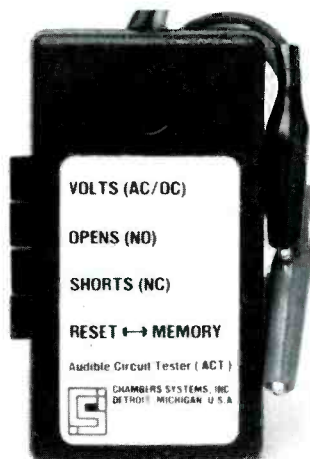 VOLTS (AC/DC)
OPENS (NO)
SHORTS (NC)
RESET ↔ MEMORY
Audible Circuit Tester (ACT)
CHAMBERS SYSTEMS, INC
DETROIT MICHIGAN U S A